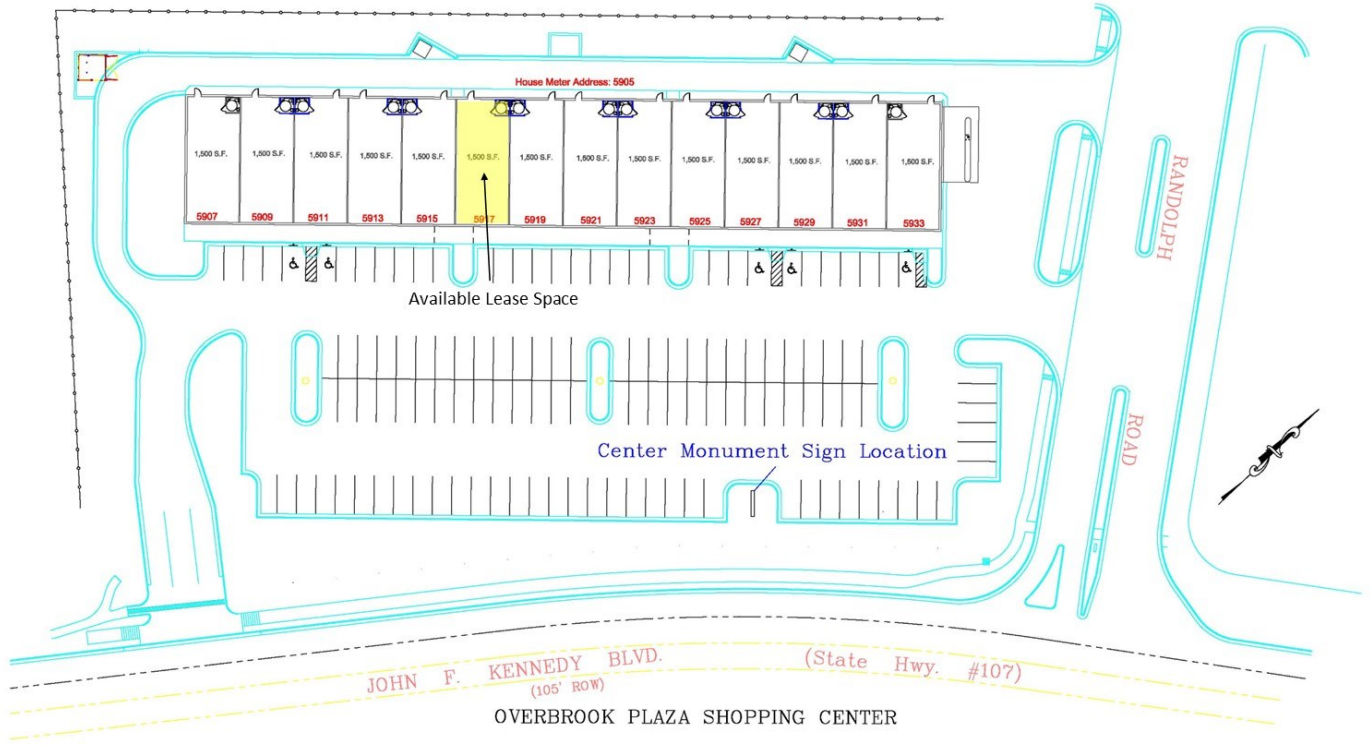 House Meter Address: 5905
1,500 S.F. 1,500 S.F. 1,500 S.F. 1,500 S.F. 1,500 S.F. 1,500 S.F. 1,500 S.F. 1,500 S.F. 1,500 S.F. 1,500 S.F. 1,500 S.F. 1,500 S.F. 1,500 S.F. 1,500 S.F.
5907 5909 5911 5913 5915 5917 5919 5921 5923 5925 5927 5929 5931 5933
RANDOLPH
Available Lease Space
ROAD
Center Monument Sign Location
JOHN F. KENNEDY BLVD. (State Hwy. #107)
(105' ROW)
OVERBROOK PLAZA SHOPPING CENTER